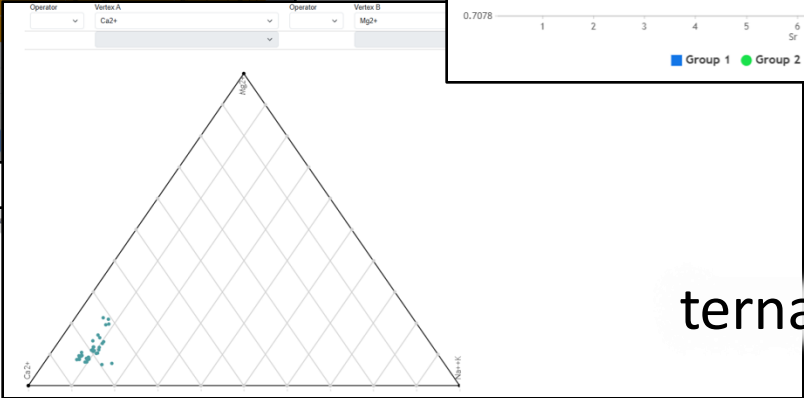 Operator Vertex A Operator Vertex B
Ca2+ Mg2+
0.7078
1 2 3 4 5 6
Sr
Group 1 Group 2
Mg2+
Ca2+
Na++K